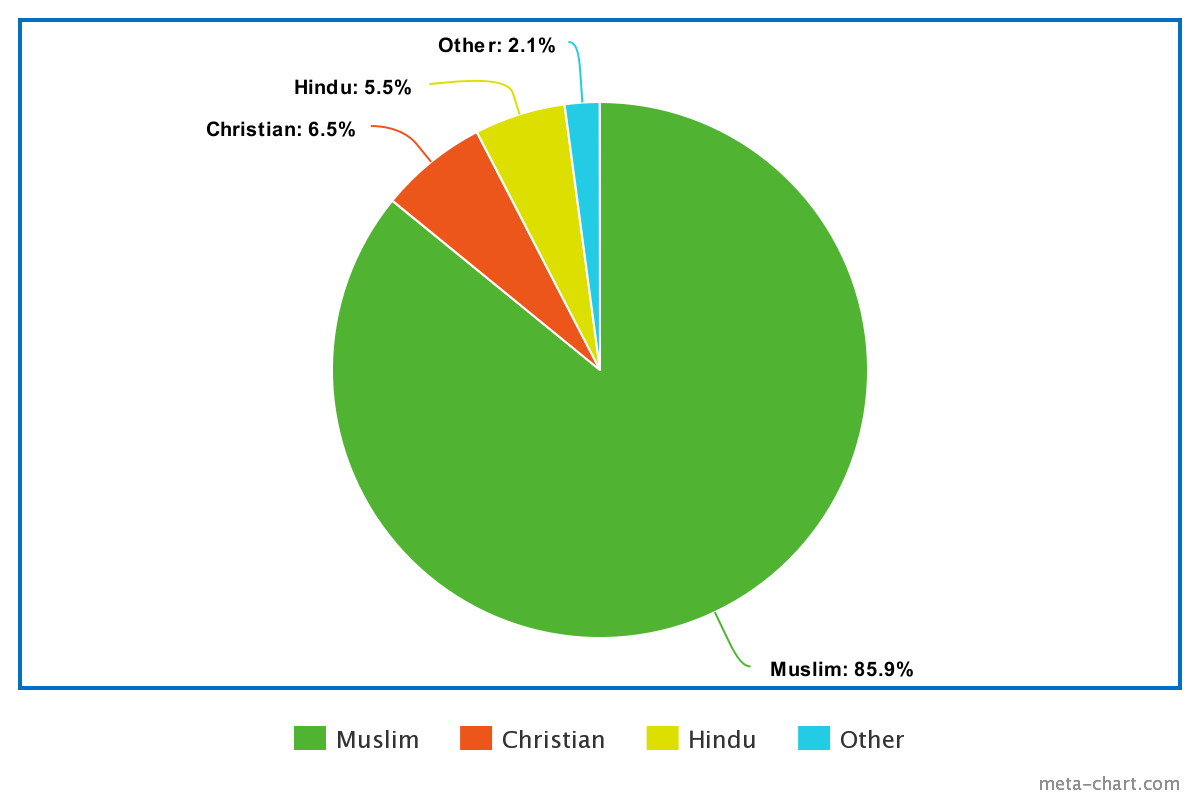 Other: 2.1%
Hindu: 5.5%
Christian: 6.5%
Muslim: 85.9%
Muslim Christian Hindu Other
meta-chart.com